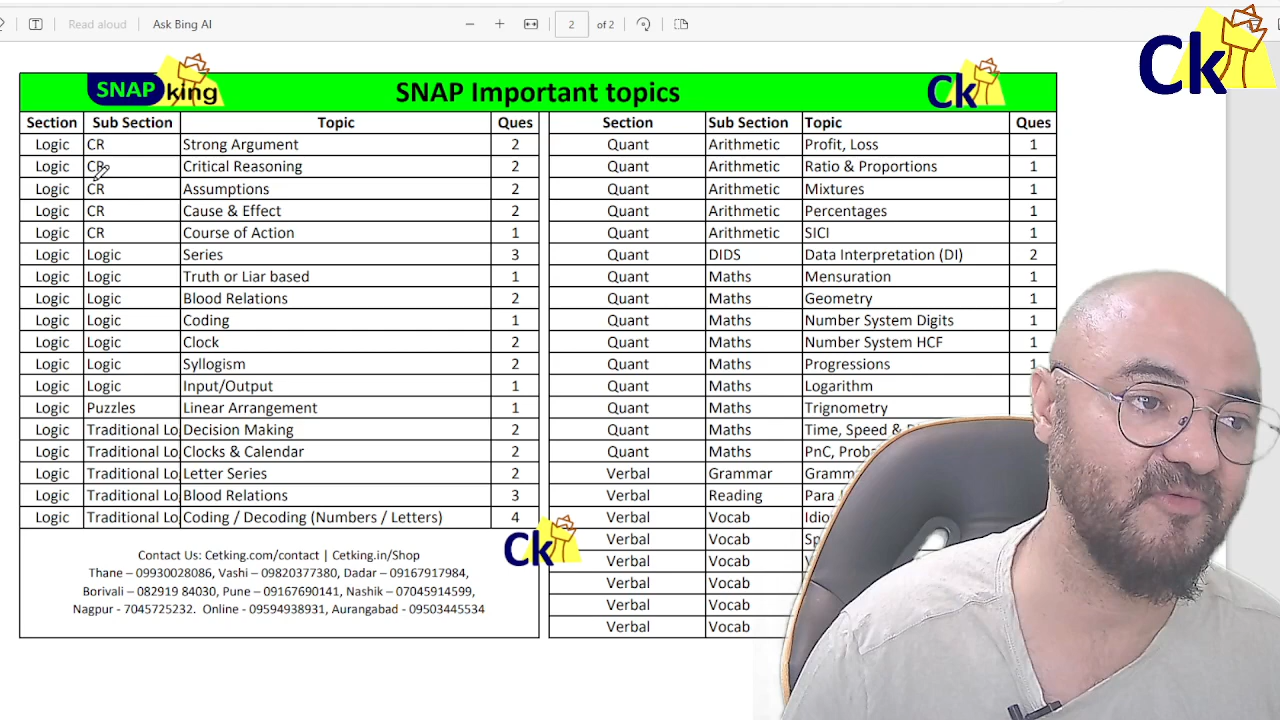 Read aloud
Ask Bing AI
2
of 2
Ck
SNAP king
SNAP Important topics
Ck
Section Sub Section Topic Ques
Logic CR Strong Argument 2
Logic CR Critical Reasoning 2
Logic CR Assumptions 2
Logic CR Cause & Effect 2
Logic CR Course of Action 1
Logic Logic Series 3
Logic Logic Truth or Liar based 1
Logic Logic Blood Relations 2
Logic Logic Coding 1
Logic Logic Clock 2
Logic Logic Syllogism 2
Logic Logic Input/Output 1
Logic Puzzles Linear Arrangement 1
Logic Traditional Lo Decision Making 2
Logic Traditional Lo Clocks & Calendar 2
Logic Traditional Lo Letter Series 2
Logic Traditional Lo Blood Relations 3
Logic Traditional Lo Coding / Decoding (Numbers / Letters) 4
Contact Us: Cetking.com/contact | Cetking.in/Shop
Thane – 09930028086, Vashi – 09820377380, Dadar – 09167917984,
Borivali – 082919 84030, Pune – 09167690141, Nashik – 07045914599,
Nagpur - 7045725232. Online - 09594938931, Aurangabad - 09503445534
Ck
Section Sub Section Topic Ques
Quant Arithmetic Profit, Loss 1
Quant Arithmetic Ratio & Proportions 1
Quant Arithmetic Mixtures 1
Quant Arithmetic Percentages 1
Quant Arithmetic SICI 1
Quant DIDS Data Interpretation (DI) 2
Quant Maths Mensuration 1
Quant Maths Geometry 1
Quant Maths Number System Digits 1
Quant Maths Number System HCF 1
Quant Maths Progressions 1
Quant Maths Logarithm
Quant Maths Trignometry
Quant Maths Time, Speed &
Quant Maths PnC,
Verbal Grammar
Verbal Reading Para
Verbal Vocab
Verbal Vocab
Verbal Vocab
Verbal Vocab
Verbal Vocab
Verbal Vocab